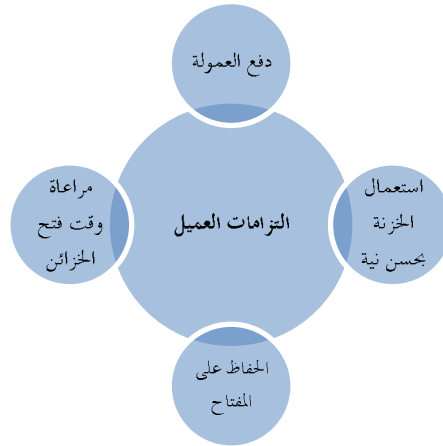 دفع العمولة
استعمال
الخزنة
بحسن نية
التزامات العميل
مراعاة
وقت فتح
الخزائن
الحفاظ على
المفتاح